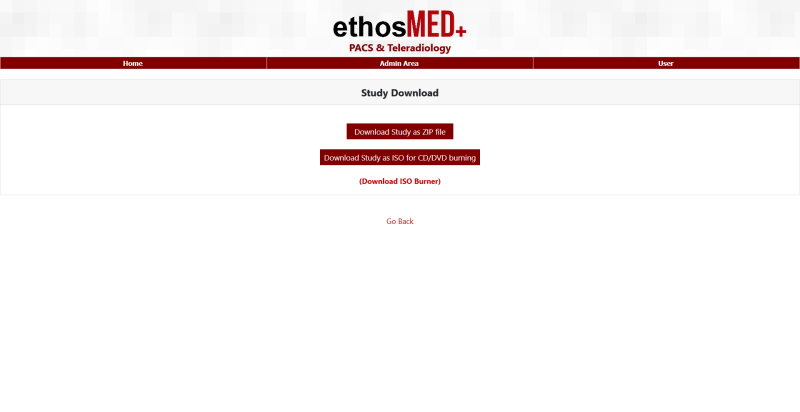 ethosMED+
PACS & Teleradiology
Home Admin Area User
Study Download
Download Study as ZIP file
Download Study as ISO for CD/DVD burning
(Download ISO Burner)
Go Back